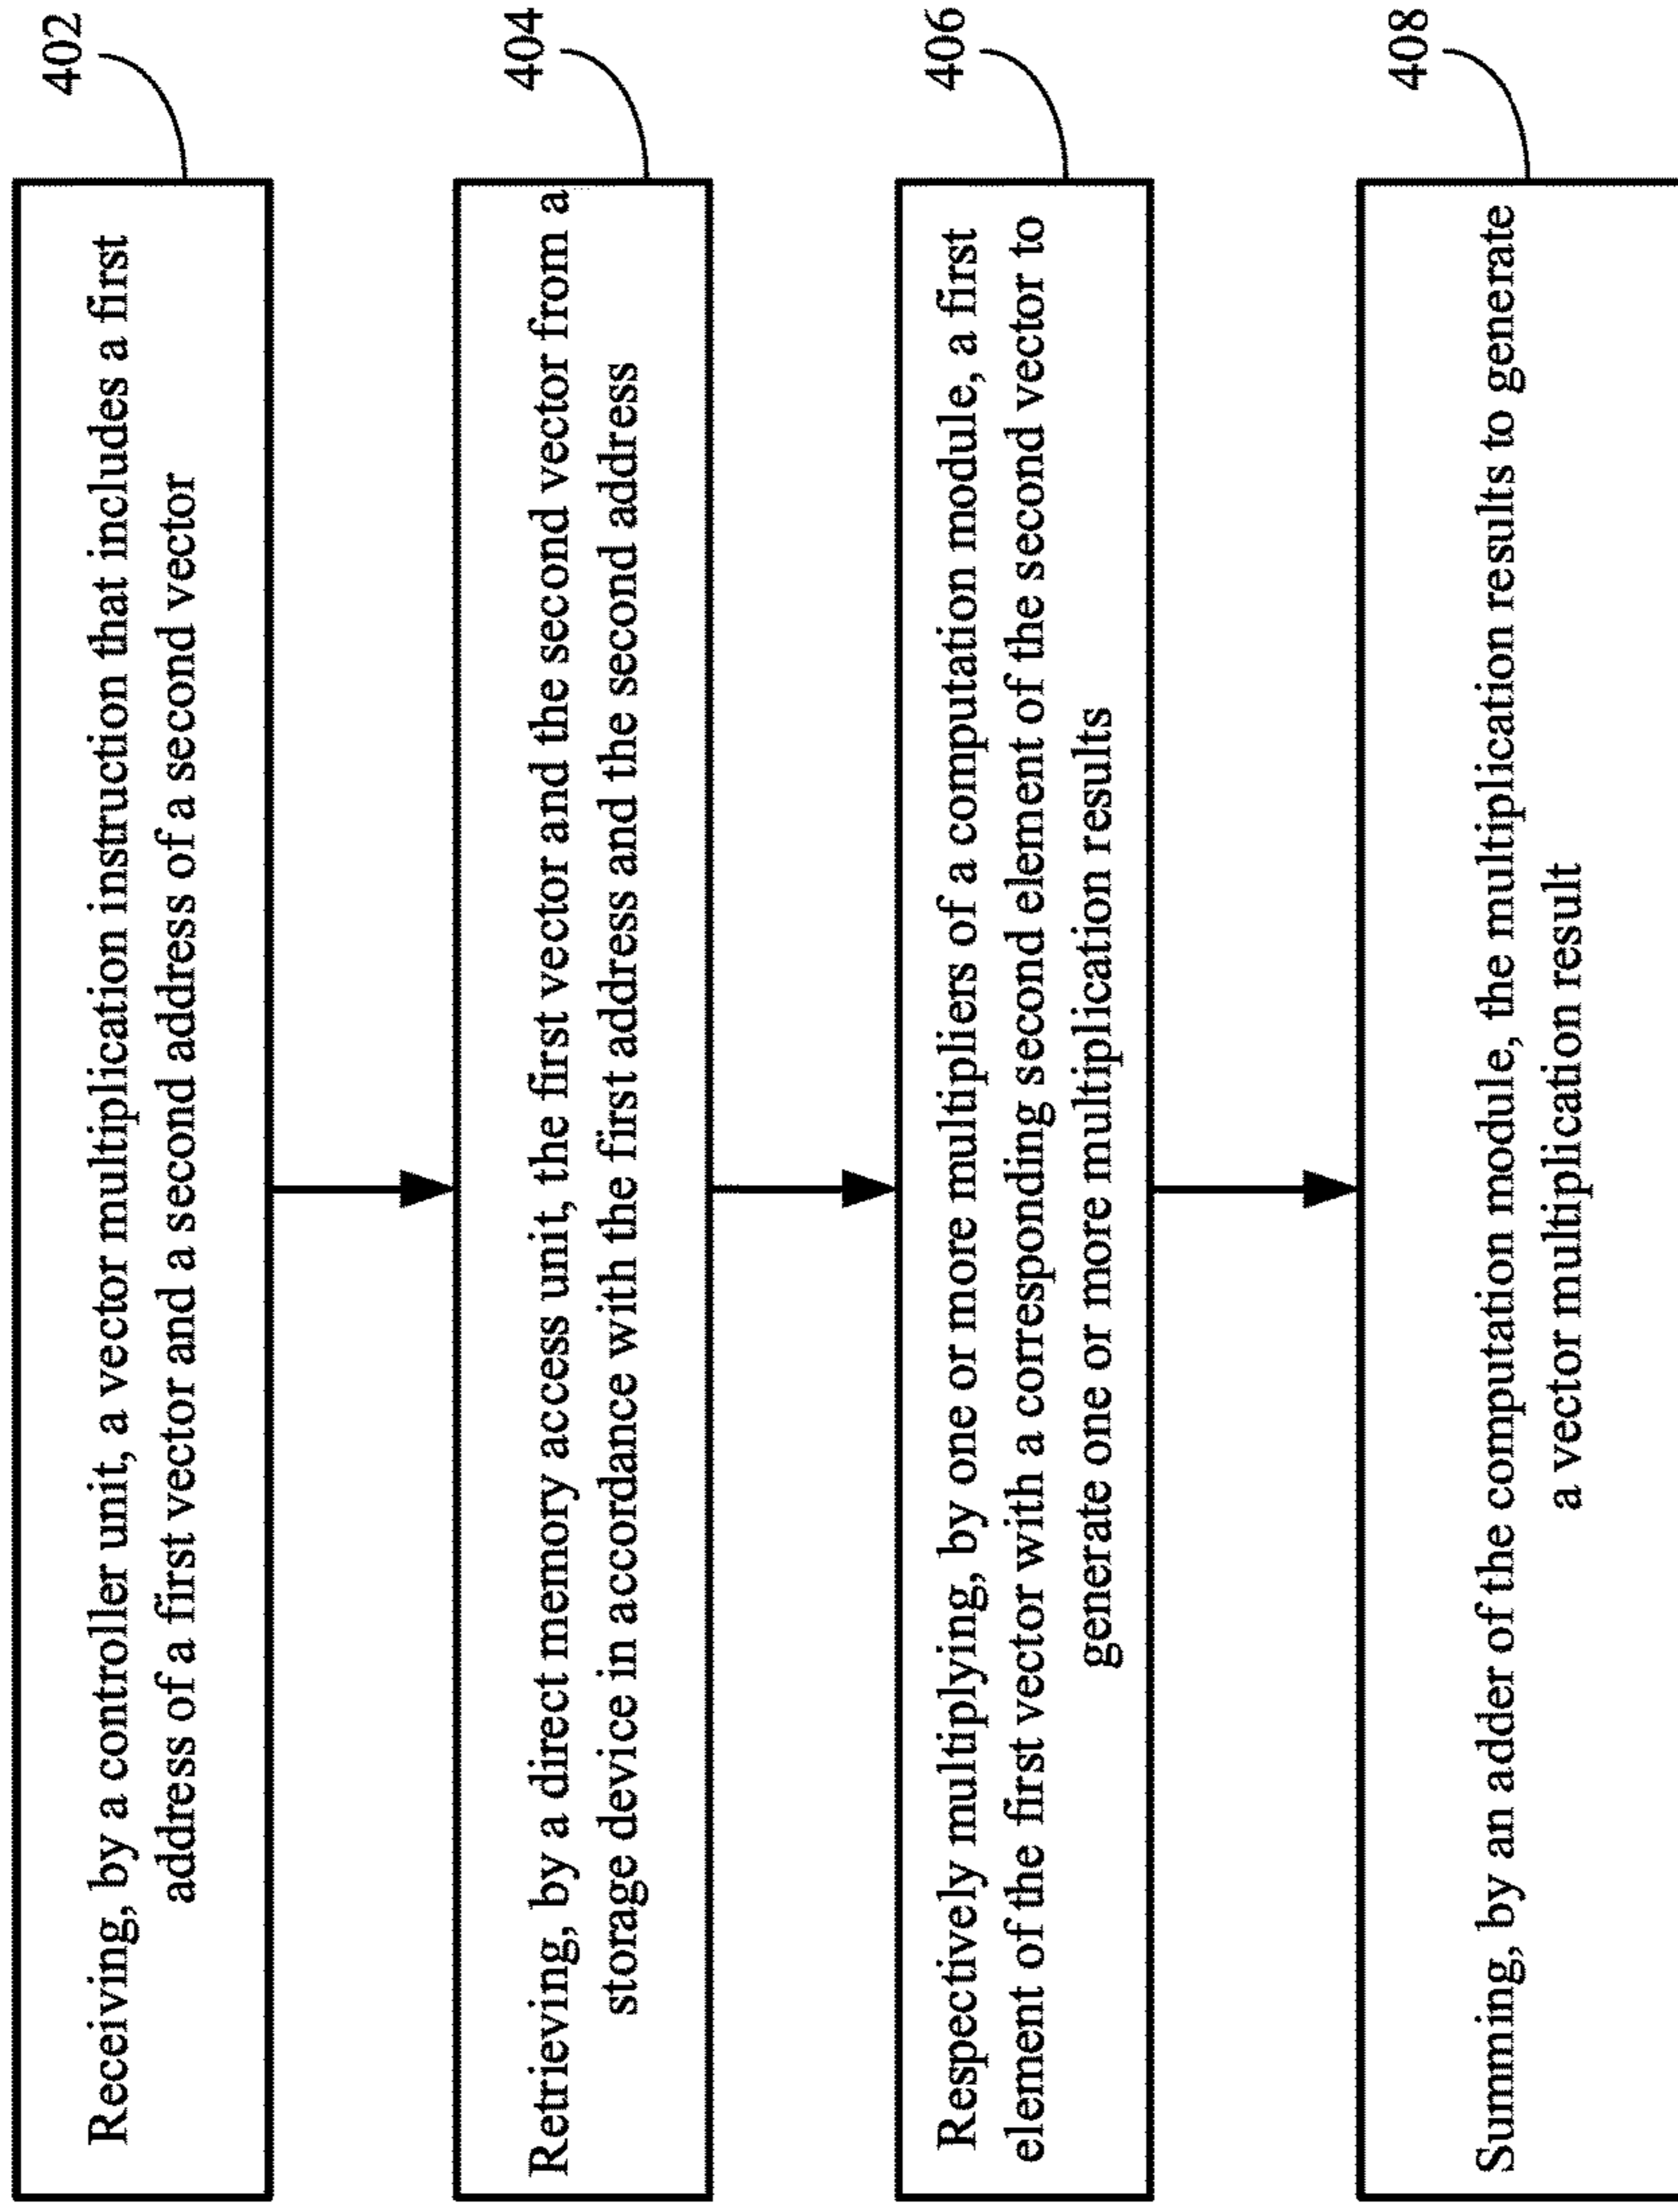 402
Receiving, by a controller unit, a vector multiplication instruction that includes a first
address of a first vector and a second address of a second vector
404
Retrieving, by a direct memory access unit, the first vector and the second vector from a
storage device in accordance with the first address and the second address
406
Respectively multiplying, by one or more multipliers of a computation module, a first
element of the first vector with a corresponding second element of the second vector to
generate one or more multiplication results
408
Summing, by an adder of the computation module, the multiplication results to generate
a vector multiplication result